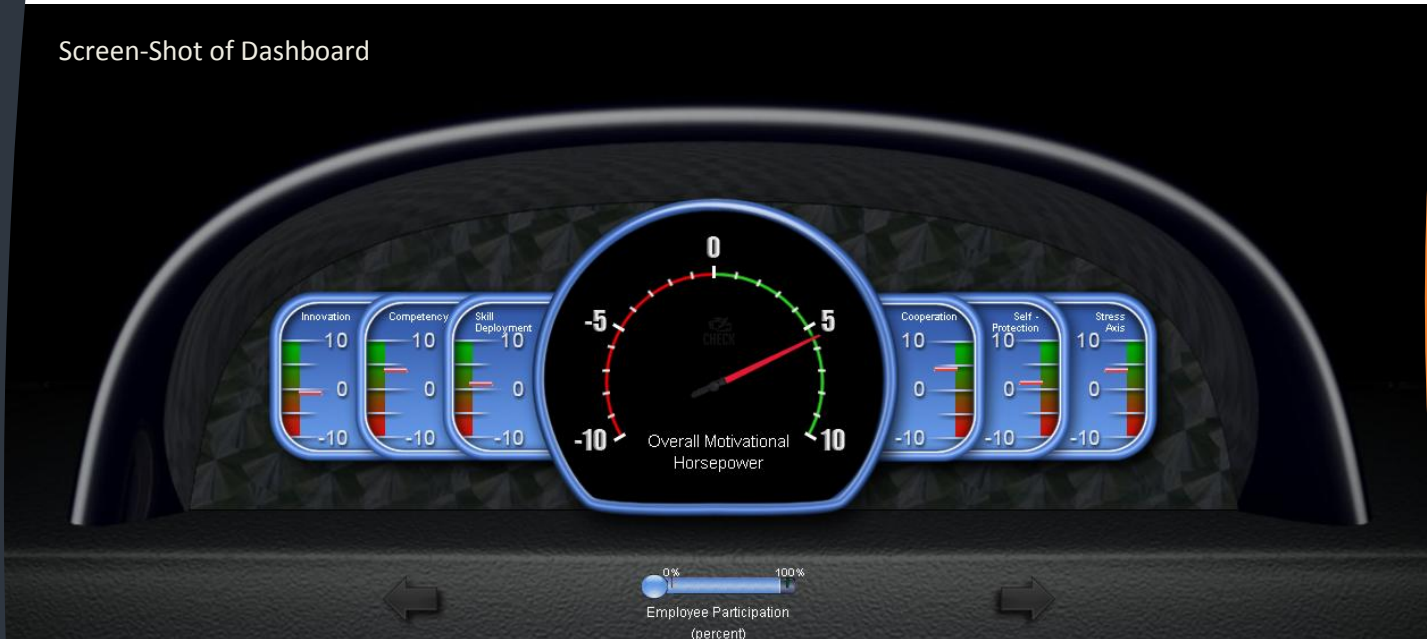 Screen-Shot of Dashboard
Innovation
10
0
-10
Competency
10
0
-10
Skill
Deployment
10
0
-10
0
-5
5
-10
10
CHECK
Overall Motivational
Horsepower
Cooperation
10
0
-10
Self -
Protection
10
0
-10
Stress
Axis
10
0
-10
0%
100%
Employee Participation
(percent)